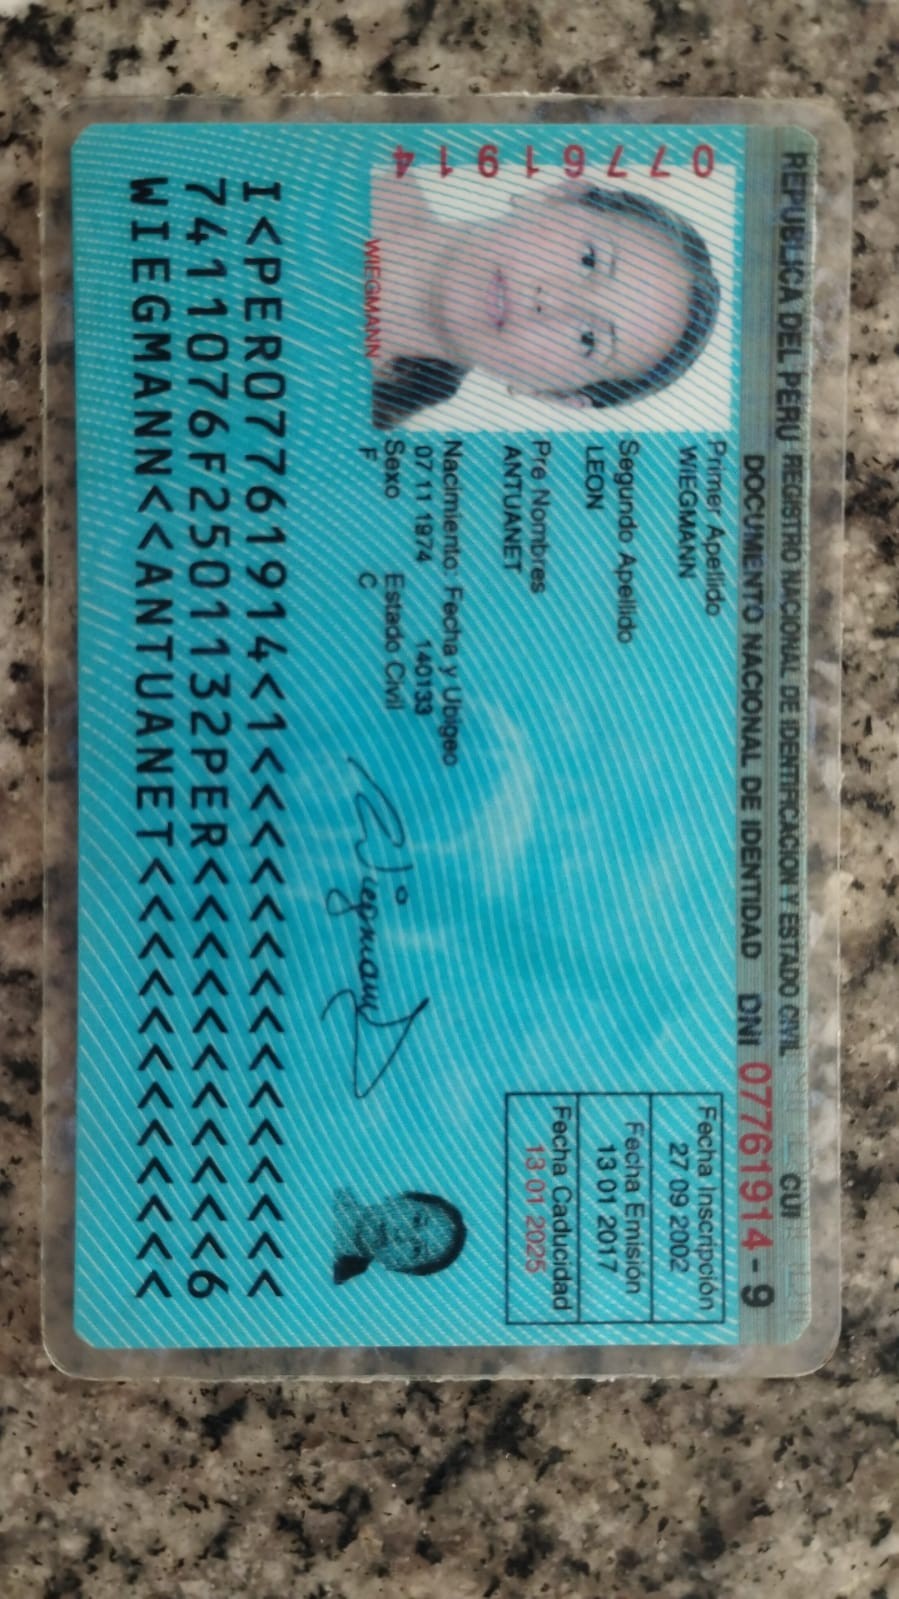 REPUBLICA DEL PERU REGISTRO NACIONAL DE IDENTIFICACION Y ESTADO CIVIL
CUI
DOCUMENTO NACIONAL DE IDENTIDAD DNI 07761914 - 9
07761914
WIEGMANN
Primer Apellido
WIEGMANN
Segundo Apellido
LEON
Pre Nombres
ANTUANET
Nacimiento: Fecha y Ubigeo
07 11 1974 140133
Sexo Estado Civil
F C
Fecha Inscripción
27 09 2002
Fecha Emisión
13 01 2017
Fecha Caducidad
13 01 2025
Wiegmann
I<PER07761914<1<<<<<<<<<<<<<<<
7411076F2501132PER<<<<<<<<<<<6
WIEGMANN<<ANTUANET<<<<<<<<<<<<